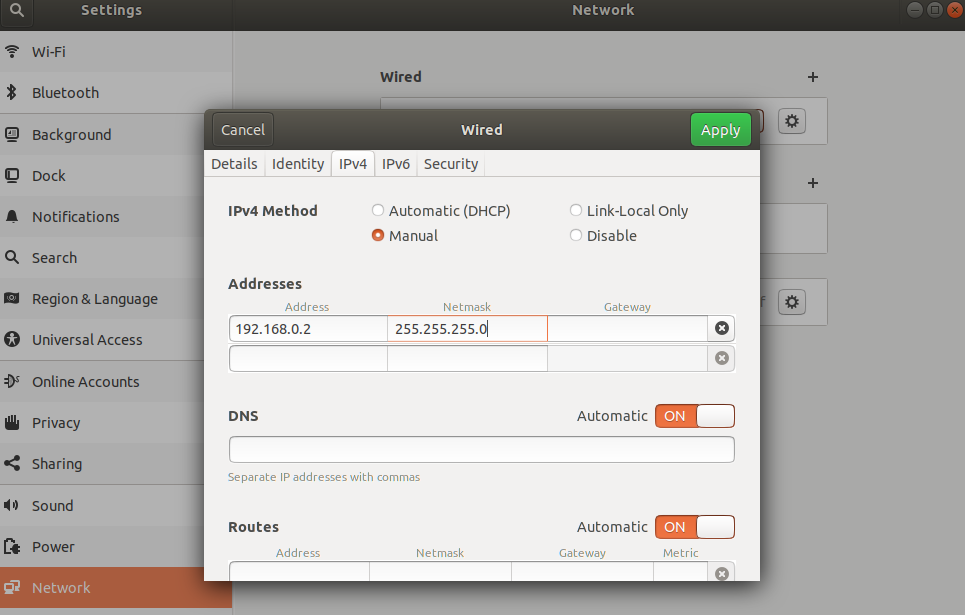 Settings
Network
Wi-Fi
Bluetooth
Background
Dock
Notifications
Search
Region & Language
Universal Access
Online Accounts
Privacy
Sharing
Sound
Power
Network
Wired
Cancel
Wired
Apply
Details
Identity
IPv4
IPv6
Security
IPv4 Method
Automatic (DHCP)
Link-Local Only
Manual
Disable
Addresses
Address
Netmask
Gateway
192.168.0.2
255.255.255.0
DNS
Automatic
ON
Separate IP addresses with commas
Routes
Automatic
ON
Address
Netmask
Gateway
Metric